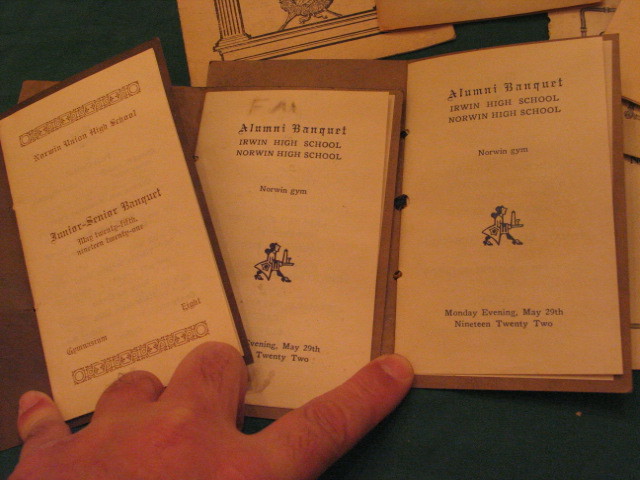 Norwin Union High School
Junior-Senior Banquet
May twenty-fifth,
nineteen twenty-one
Gymnasium
Eight
FM
Alumni Banquet
IRWIN HIGH SCHOOL
NORWIN HIGH SCHOOL
Norwin gym
Evening, May 29th
Twenty Two
Alumni Banquet
IRWIN HIGH SCHOOL
NORWIN HIGH SCHOOL
Norwin gym
Monday Evening, May 29th
Nineteen Twenty Two